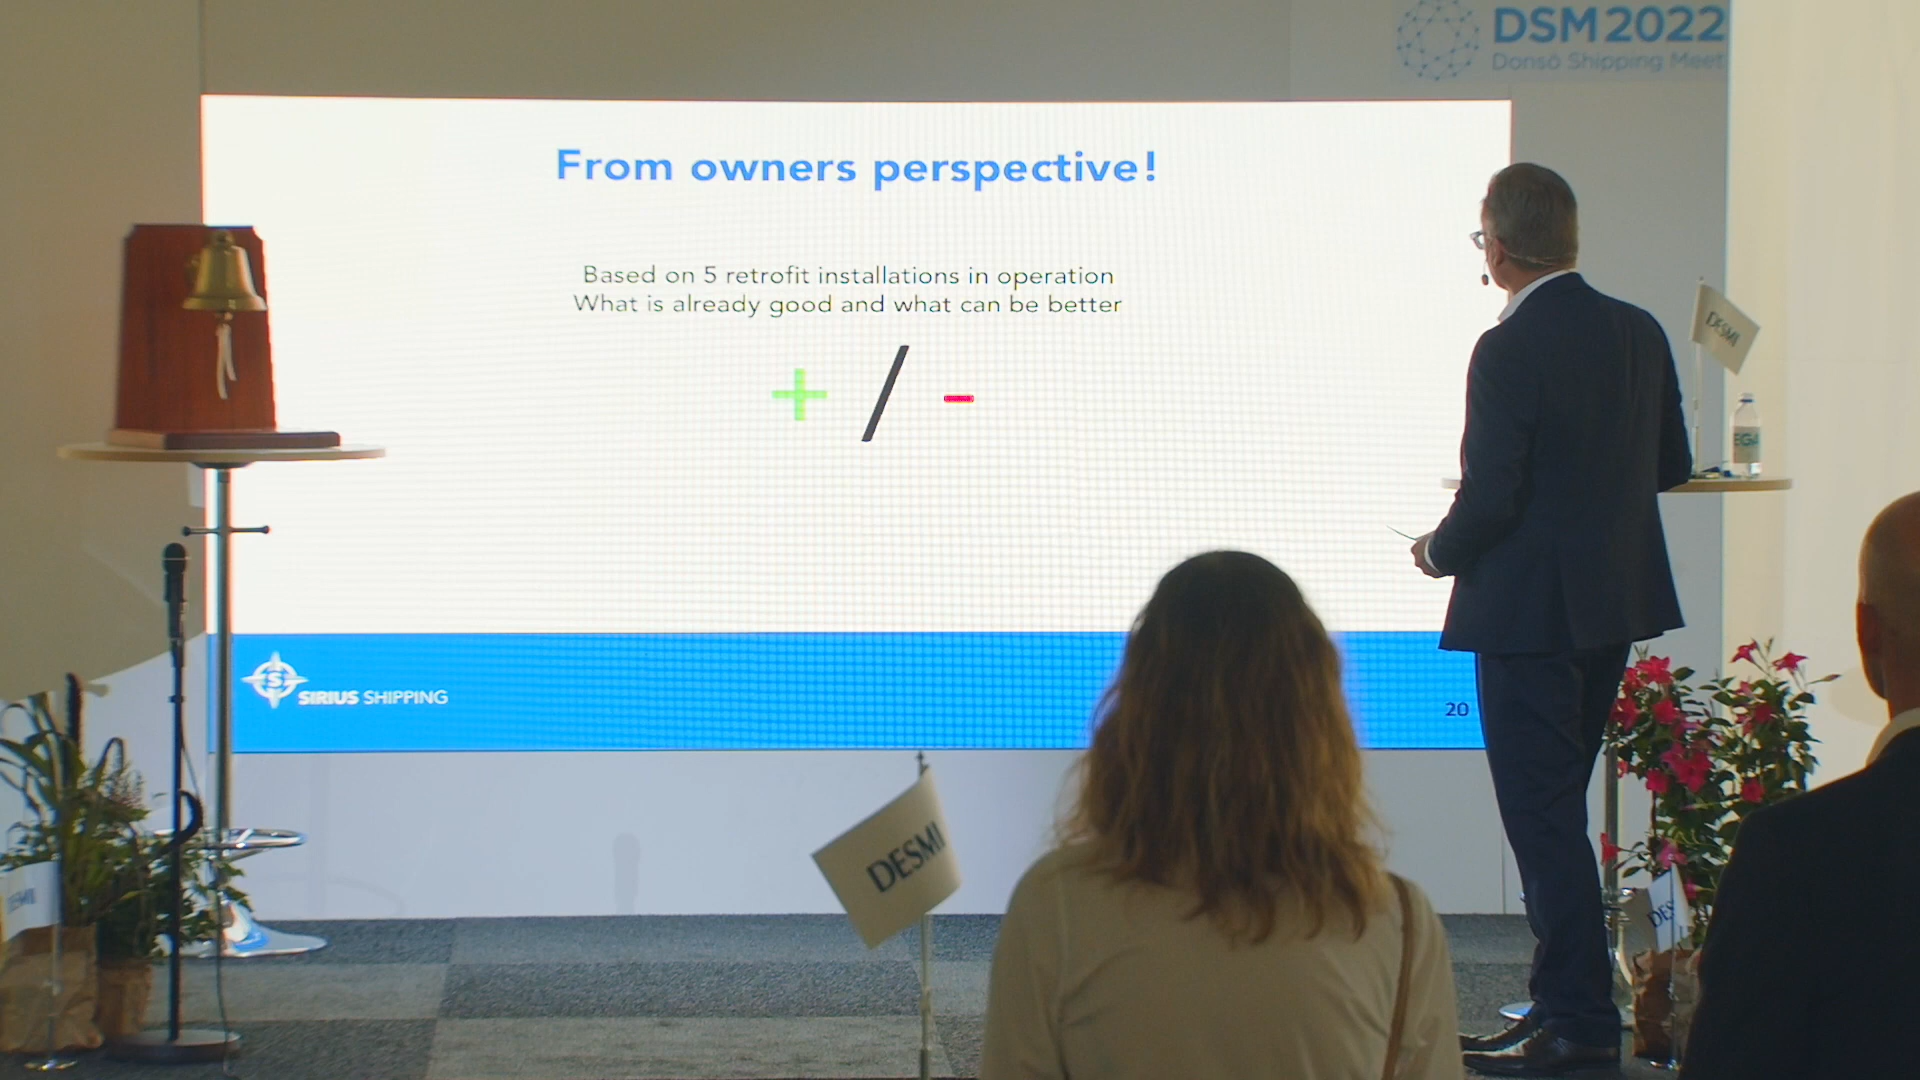 DSM2022
Donsö Shipping Meet
From owners perspective!
Based on 5 retrofit installations in operation
What is already good and what can be better
+ / -
DESMI
SIRIUS SHIPPING
20
DESMI